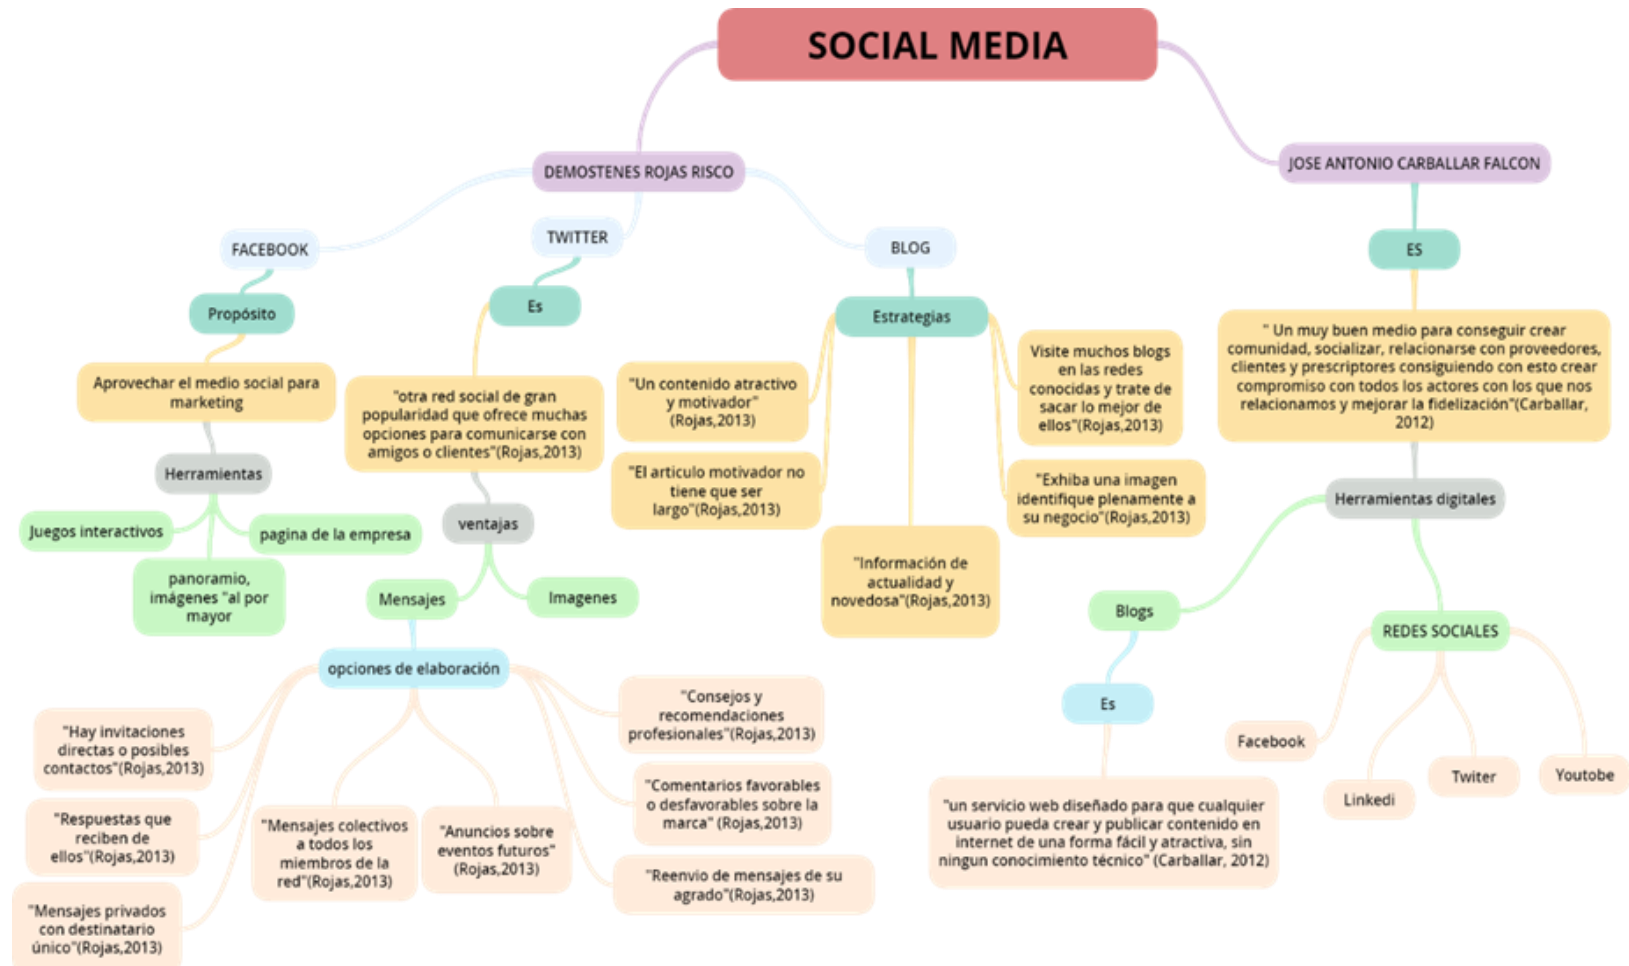 SOCIAL MEDIA
DEMOSTENES ROJAS RISCO
JOSE ANTONIO CARBALLAR FALCON
FACEBOOK
TWITTER
BLOG
ES
Propósito
Es
Estrategias
Aprovechar el medio social para
marketing
"otra red social de gran
popularidad que ofrece muchas
opciones para comunicarse con
amigos o clientes"(Rojas,2013)
"Un contenido atractivo
y motivador"
(Rojas,2013)
Visite muchos blogs
en las redes
conocidas y trate de
sacar lo mejor de
ellos"(Rojas,2013)
" Un muy buen medio para conseguir crear
comunidad, socializar, relacionarse con proveedores,
clientes y prescriptores consiguiendo con esto crear
compromiso con todos los actores con los que nos
relacionamos y mejorar la fidelización"(Carballar,
2012)
Herramientas
"El articulo motivador no
tiene que ser
largo"(Rojas,2013)
"Exhiba una imagen
identifique plenamente a
su negocio"(Rojas,2013)
Herramientas digitales
Juegos interactivos
pagina de la empresa
ventajas
panoramio,
imágenes "al por
mayor
"Información de
actualidad y
novedosa"(Rojas,2013)
Mensajes
Imagenes
Blogs
REDES SOCIALES
opciones de elaboración
Es
"Hay invitaciones
directas o posibles
contactos"(Rojas,2013)
"Consejos y
recomendaciones
profesionales"(Rojas,2013)
Facebook
Linkedi
Twiter
Youtobe
"Respuestas que
reciben de
ellos"(Rojas,2013)
"Mensajes colectivos
a todos los
miembros de la
red"(Rojas,2013)
"Anuncios sobre
eventos futuros"
(Rojas,2013)
"Comentarios favorables
o desfavorables sobre la
marca" (Rojas,2013)
"un servicio web diseñado para que cualquier
usuario pueda crear y publicar contenido en
internet de una forma fácil y atractiva, sin
ningun conocimiento técnico" (Carballar, 2012)
"Reenvio de mensajes de su
agrado"(Rojas,2013)
"Mensajes privados
con destinatario
único"(Rojas,2013)